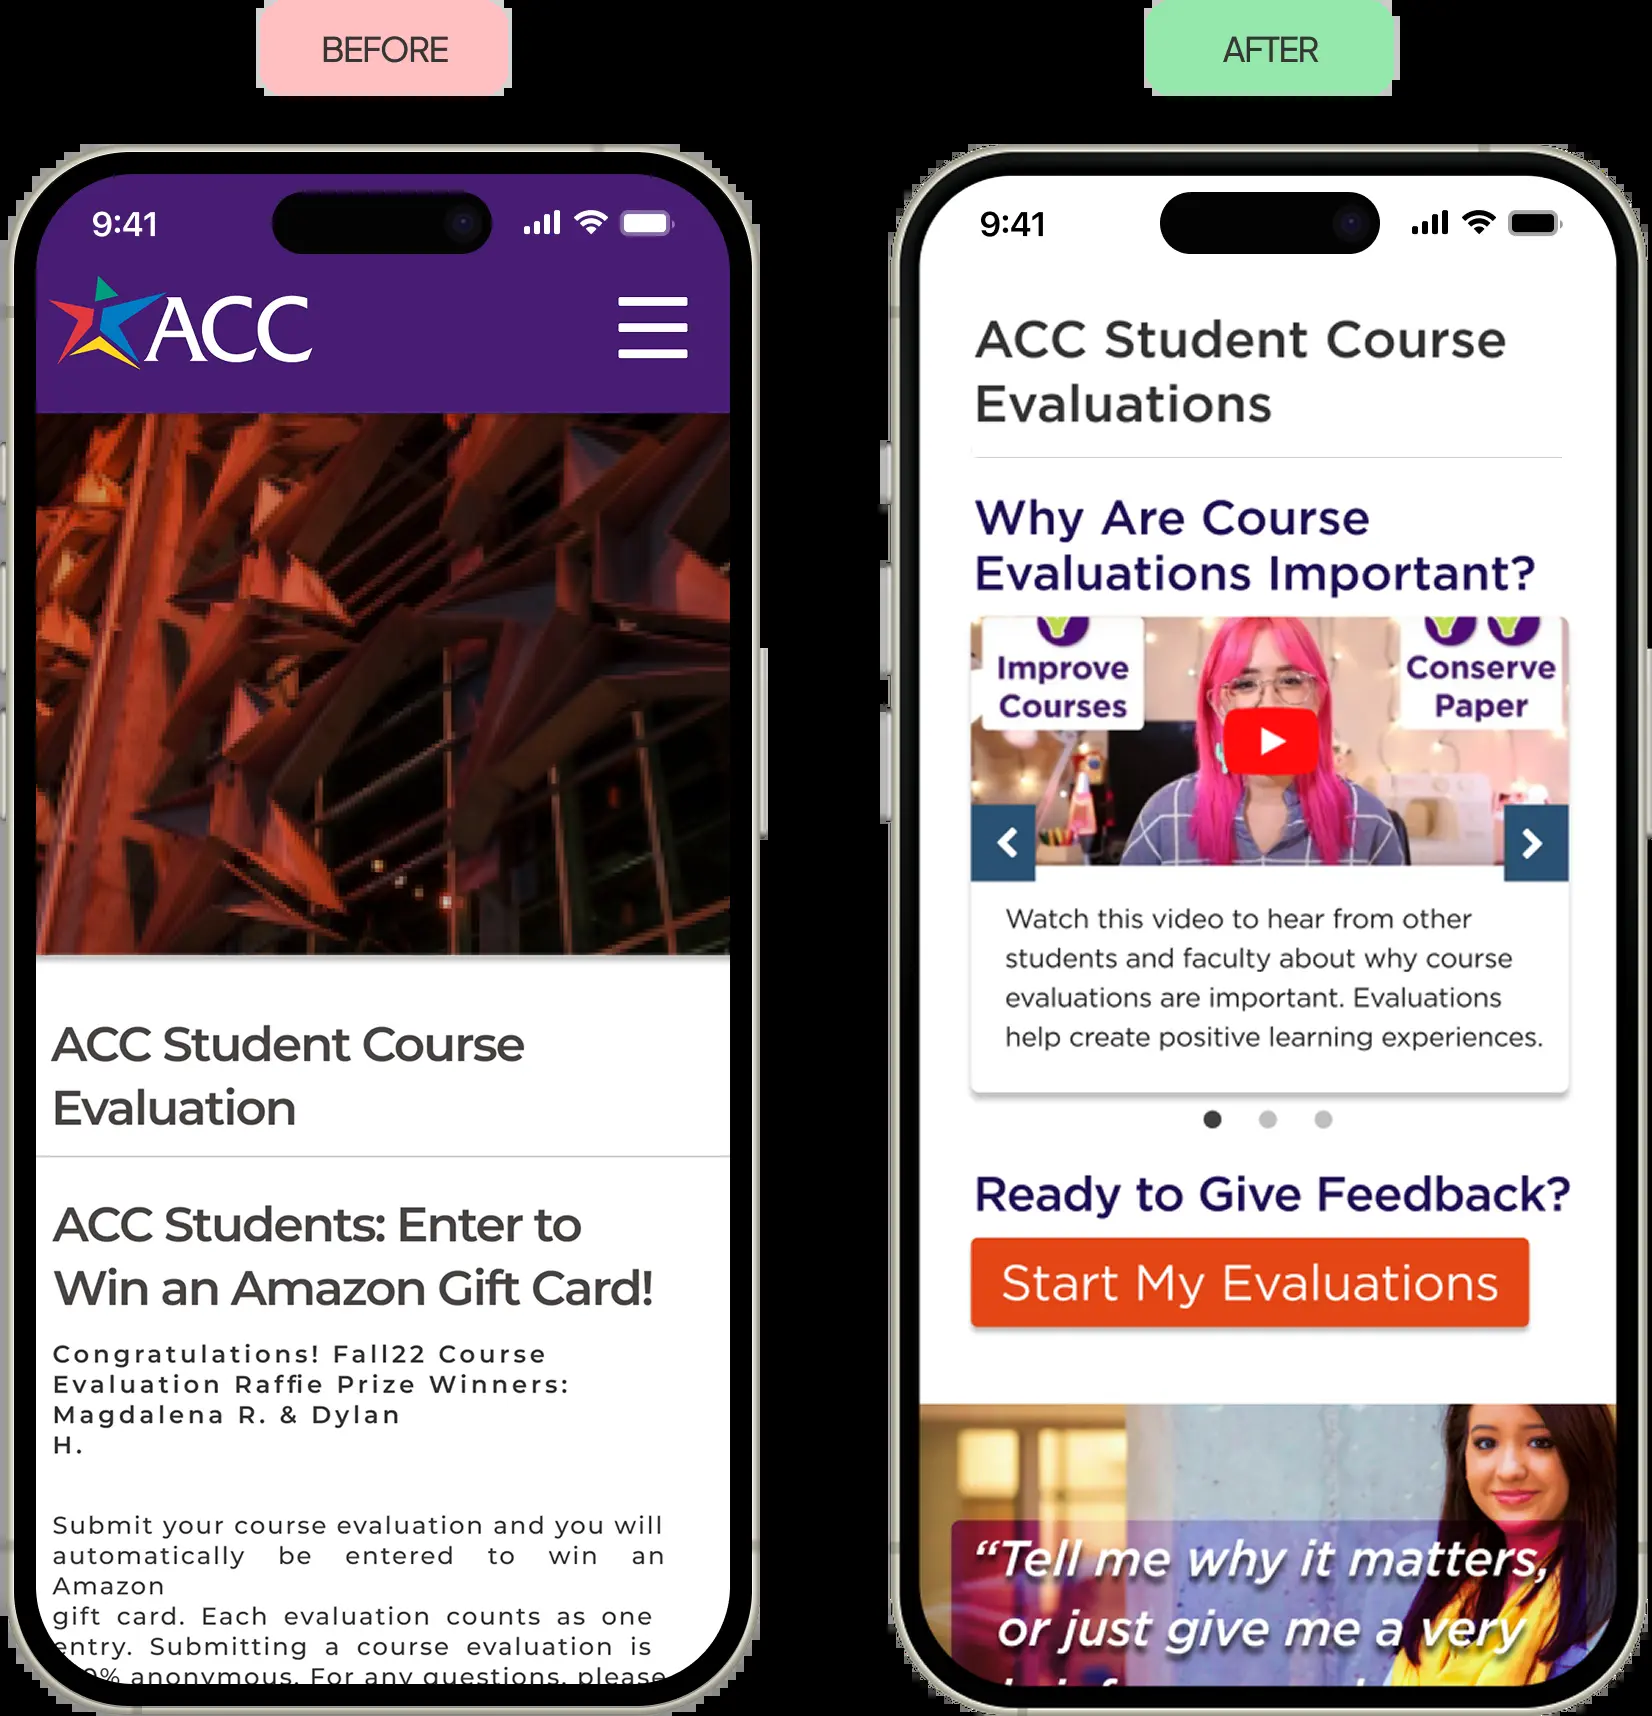 BEFORE
9:41
ACC
ACC Student Course
Evaluation
ACC Students: Enter to
Win an Amazon Gift Card!
Congratulations! Fall22 Course
Evaluation Raffie Prize Winners:
Magdalena R. & Dylan
H.
Submit your course evaluation and you will
automatically be entered to win an
Amazon
gift card. Each evaluation counts as one
entry. Submitting a course evaluation is
anonymous. For any questions, please
AFTER
9:41
ACC Student Course
Evaluations
Why Are Course
Evaluations Important?
Improve
Courses
Conserve
Paper
Watch this video to hear from other
students and faculty about why course
evaluations are important. Evaluations
help create positive learning experiences.
Ready to Give Feedback?
Start My Evaluations
“Tell me why it matters,
or just give me a very